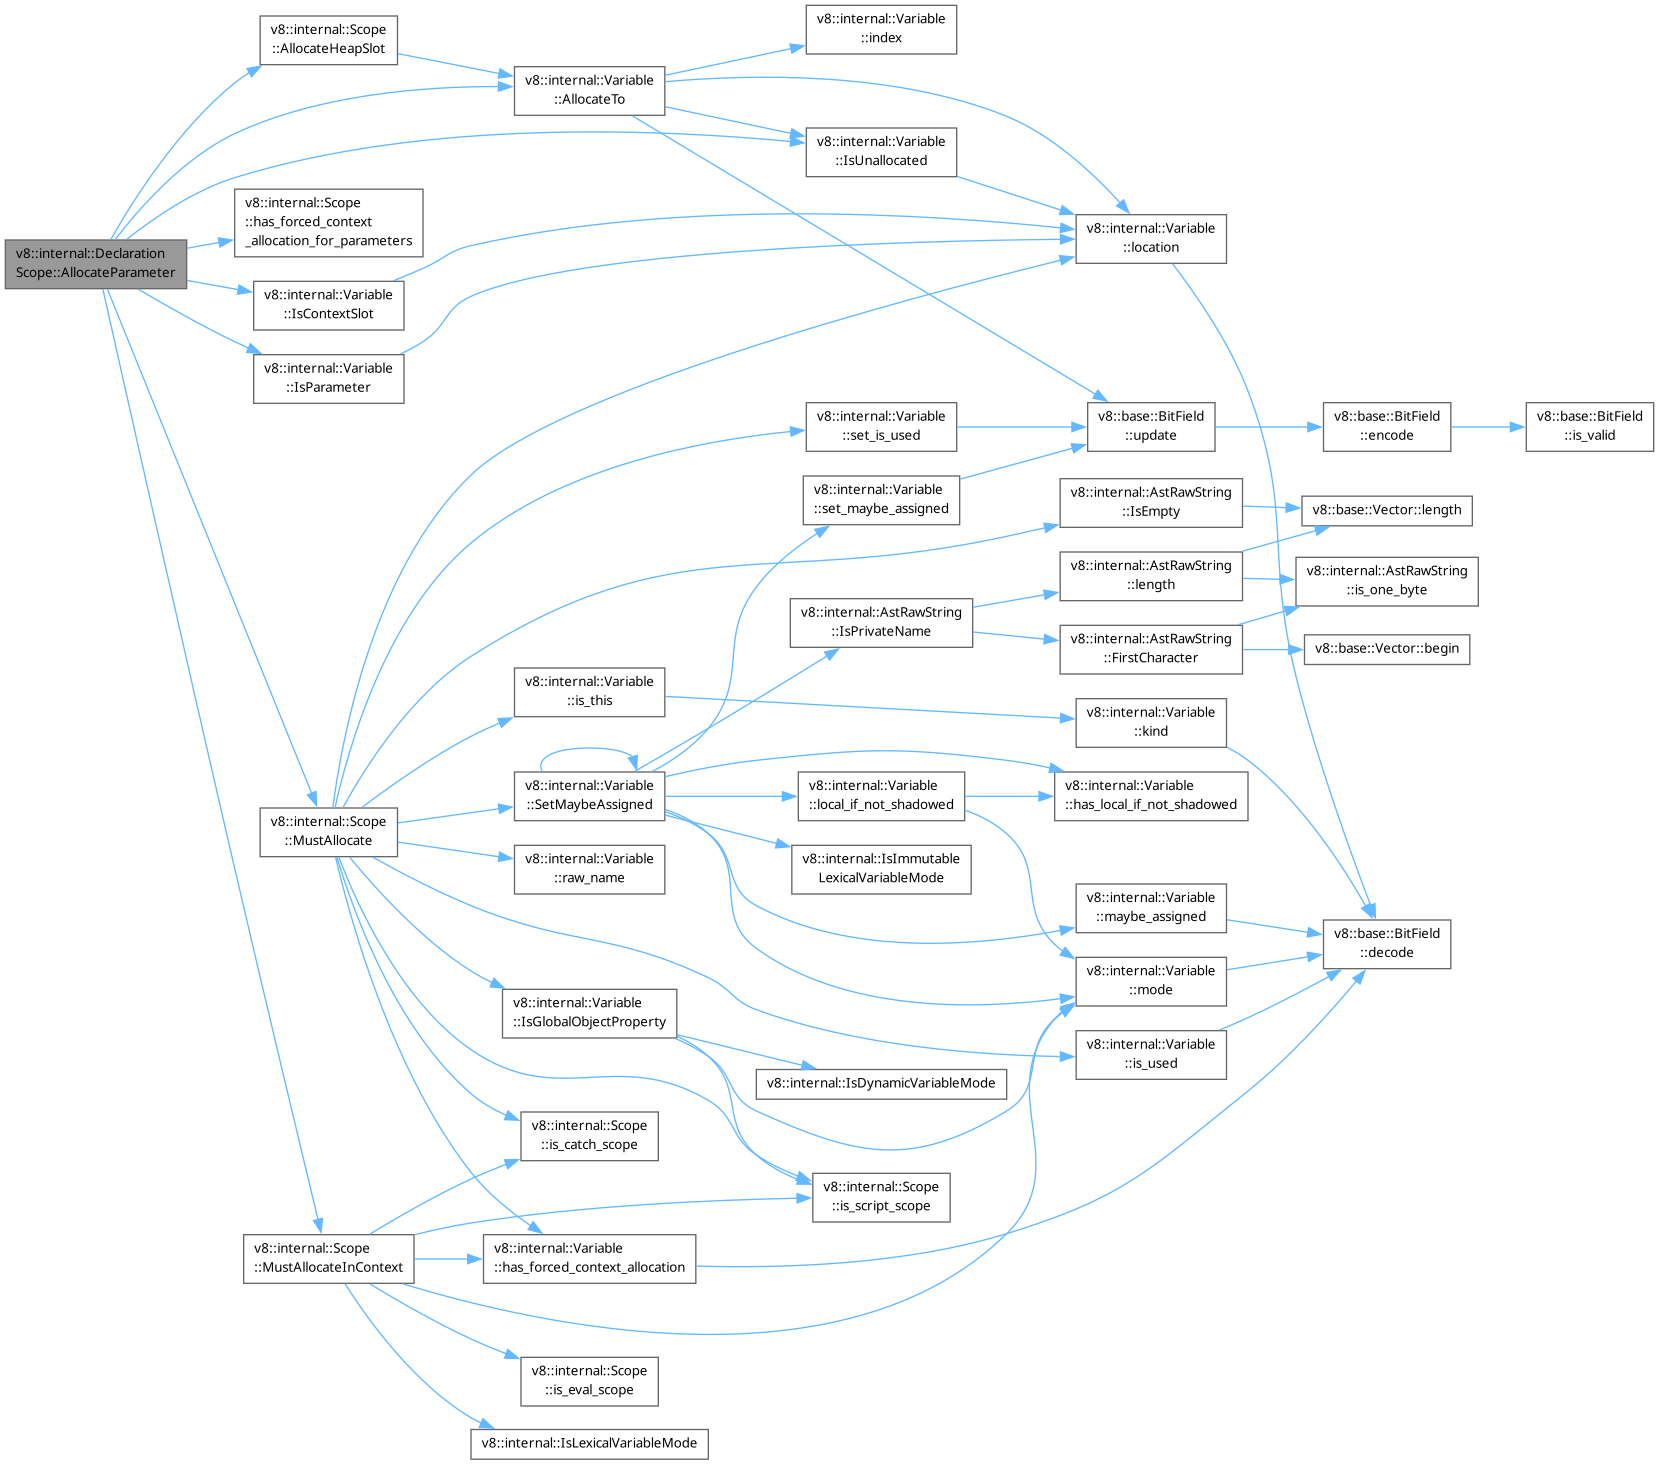 v8::internal::Declaration
Scope::AllocateParameter
v8::internal::Scope
::AllocateHeapSlot
v8::internal::Scope
::has_forced_context
_allocation_for_parameters
v8::internal::Variable
::IsContextSlot
v8::internal::Variable
::IsParameter
v8::internal::Scope
::MustAllocate
v8::internal::Scope
::MustAllocateInContext
v8::internal::Variable
::AllocateTo
v8::internal::Variable
::is_this
v8::internal::Variable
::SetMaybeAssigned
v8::internal::Variable
::raw_name
v8::internal::Variable
::IsGlobalObjectProperty
v8::internal::Scope
::is_catch_scope
v8::internal::Variable
::has_forced_context_allocation
v8::internal::Scope
::is_eval_scope
v8::internal::IsLexicalVariableMode
v8::internal::Variable
::index
v8::internal::Variable
::IsUnallocated
v8::internal::Variable
::set_is_used
v8::internal::Variable
::set_maybe_assigned
v8::internal::AstRawString
::IsPrivateName
v8::internal::Variable
::local_if_not_shadowed
v8::internal::IsImmutable
LexicalVariableMode
v8::internal::IsDynamicVariableMode
v8::internal::Scope
::is_script_scope
v8::internal::Variable
::location
v8::base::BitField
::update
v8::internal::AstRawString
::IsEmpty
v8::internal::AstRawString
::length
v8::internal::AstRawString
::FirstCharacter
v8::internal::Variable
::kind
v8::internal::Variable
::has_local_if_not_shadowed
v8::internal::Variable
::maybe_assigned
v8::internal::Variable
::mode
v8::internal::Variable
::is_used
v8::base::BitField
::encode
v8::base::Vector::length
v8::internal::AstRawString
::is_one_byte
v8::base::Vector::begin
v8::base::BitField
::decode
v8::base::BitField
::is_valid